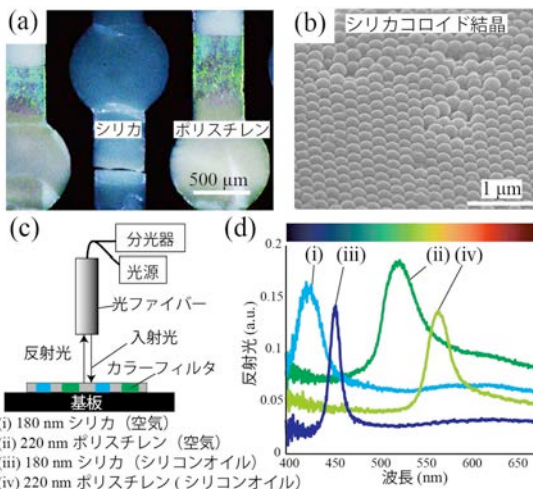 (a)
シリカ
ポリスチレン
500 μm
(b)
シリカコロイド結晶
1 μm
(c)
分光器
光源
光ファイバー
反射光
入射光
カラーフィルタ
基板
(i) 180 nm シリカ（空気）
(ii) 220 nm ポリスチレン（空気）
(iii) 180 nm シリカ（シリコンオイル）
(iv) 220 nm ポリスチレン ( シリコンオイル）
(d)
(i) (iii) (ii) (iv)
0.2
0.15
0.1
0.05
0
反射光 (a.u.)
400 450 500 550 600 650
波長 (nm)